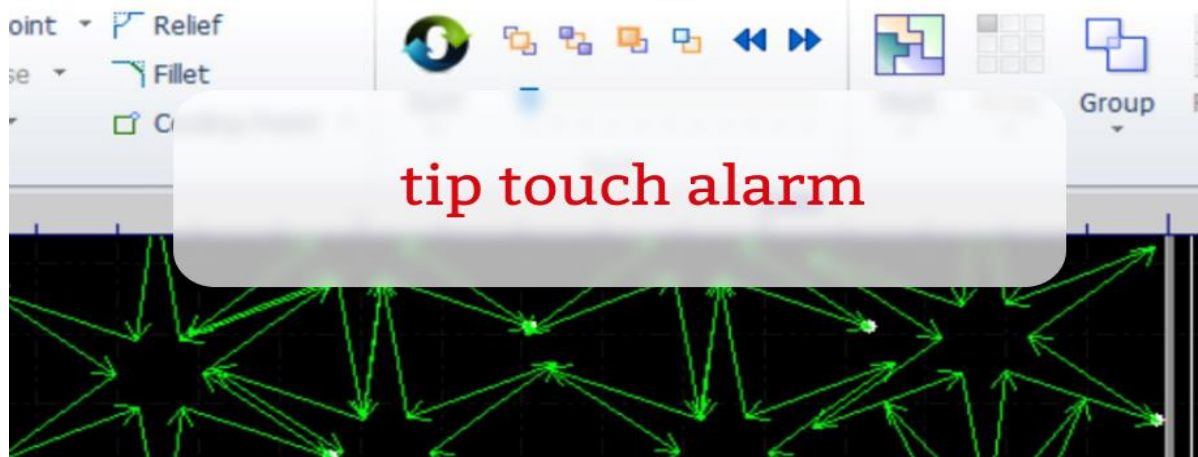 oint
Relief
se
Fillet
Group
tip touch alarm